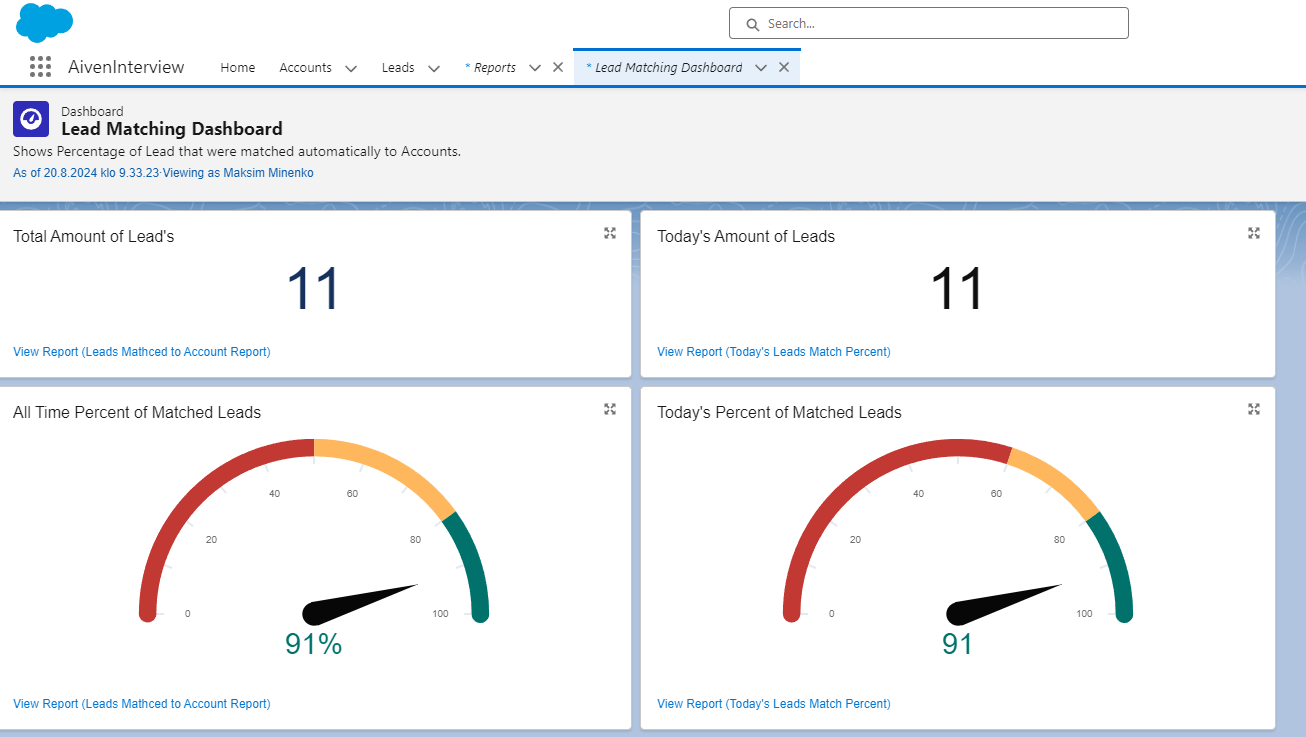 Search...
AivenInterview
Home
Accounts
Leads
* Reports
* Lead Matching Dashboard
Dashboard
Lead Matching Dashboard
Shows Percentage of Lead that were matched automatically to Accounts.
As of 20.8.2024 klo 9.33.23·Viewing as Maksim Minenko
Total Amount of Lead's
11
View Report (Leads Mathced to Account Report)
Today's Amount of Leads
11
View Report (Today's Leads Match Percent)
All Time Percent of Matched Leads
0
20
40
60
80
100
91%
View Report (Leads Mathced to Account Report)
Today's Percent of Matched Leads
0
20
40
60
80
100
91
View Report (Today's Leads Match Percent)